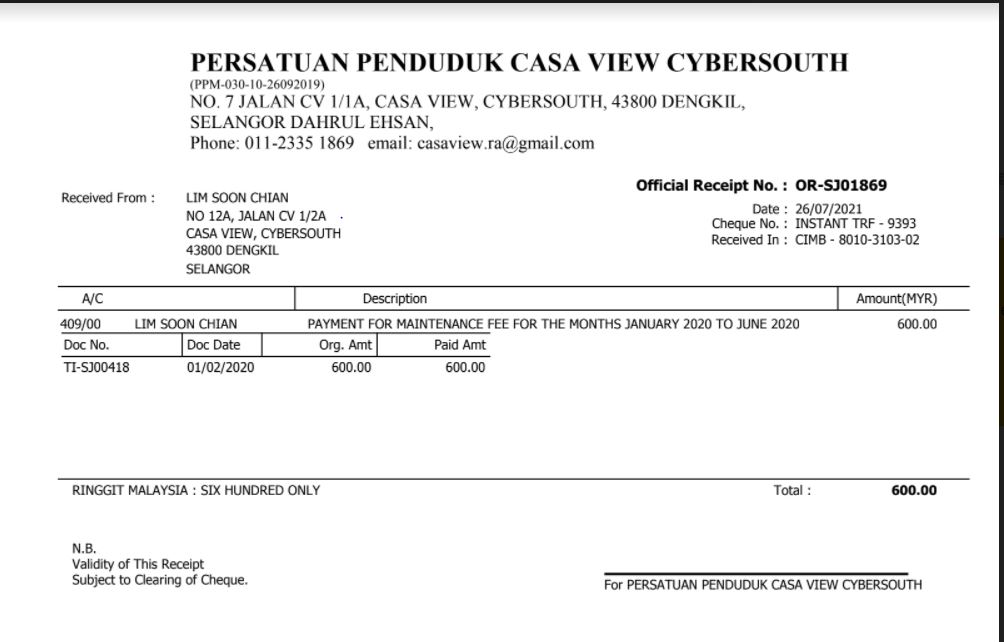 PERSATUAN PENDUDUK CASA VIEW CYBERSOUTH
(PPM-030-10-26092019)
NO. 7 JALAN CV 1/1A, CASA VIEW, CYBERSOUTH, 43800 DENGKIL,
SELANGOR DAHRUL EHSAN,
Phone: 011-2335 1869 email: casaview.ra@gmail.com
Official Receipt No. : OR-SJ01869
Received From : LIM SOON CHIAN
Date : 26/07/2021
NO 12A, JALAN CV 1/2A .
Cheque No. : INSTANT TRF - 9393
CASA VIEW, CYBERSOUTH
Received In : CIMB - 8010-3103-02
43800 DENGKIL
SELANGOR
A/C Description Amount(MYR)
409/00 LIM SOON CHIAN PAYMENT FOR MAINTENANCE FEE FOR THE MONTHS JANUARY 2020 TO JUNE 2020 600.00
Doc No. Doc Date Org. Amt Paid Amt
TI-SJ00418 01/02/2020 600.00 600.00
RINGGIT MALAYSIA : SIX HUNDRED ONLY Total : 600.00
N.B.
Validity of This Receipt
Subject to Clearing of Cheque.
For PERSATUAN PENDUDUK CASA VIEW CYBERSOUTH